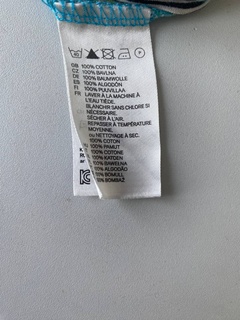 GB 100% COTTON
CZ 100% BAVLNA
DE 100% BAUMWOLLE
ES 100% ALGODÓN
FI 100% PUUVILLAA
FR LAVER À LA MACHINE À
L'EAU TIÈDE.
BLANCHIR SANS CHLORE SI
NÉCESSAIRE.
SÉCHER À L'AIR.
REPASSER À TEMPÉRATURE
MOYENNE.
OU NETTOYAGE À SEC.
100% COTON
100% PAMUT
100% COTONE
100% KATOEN
100% BAWEŁNA
100% ALGODÃO
100% BOMULL
100% BUMBAC